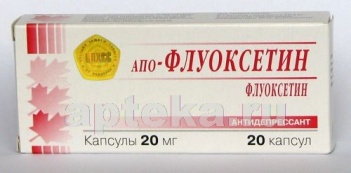 АПО-ФЛУОКСЕТИН
ФЛУОКСЕТИН
apteka.ru
АНТИДЕПРЕССАНТ
Капсулы 20 мг
20 капсул